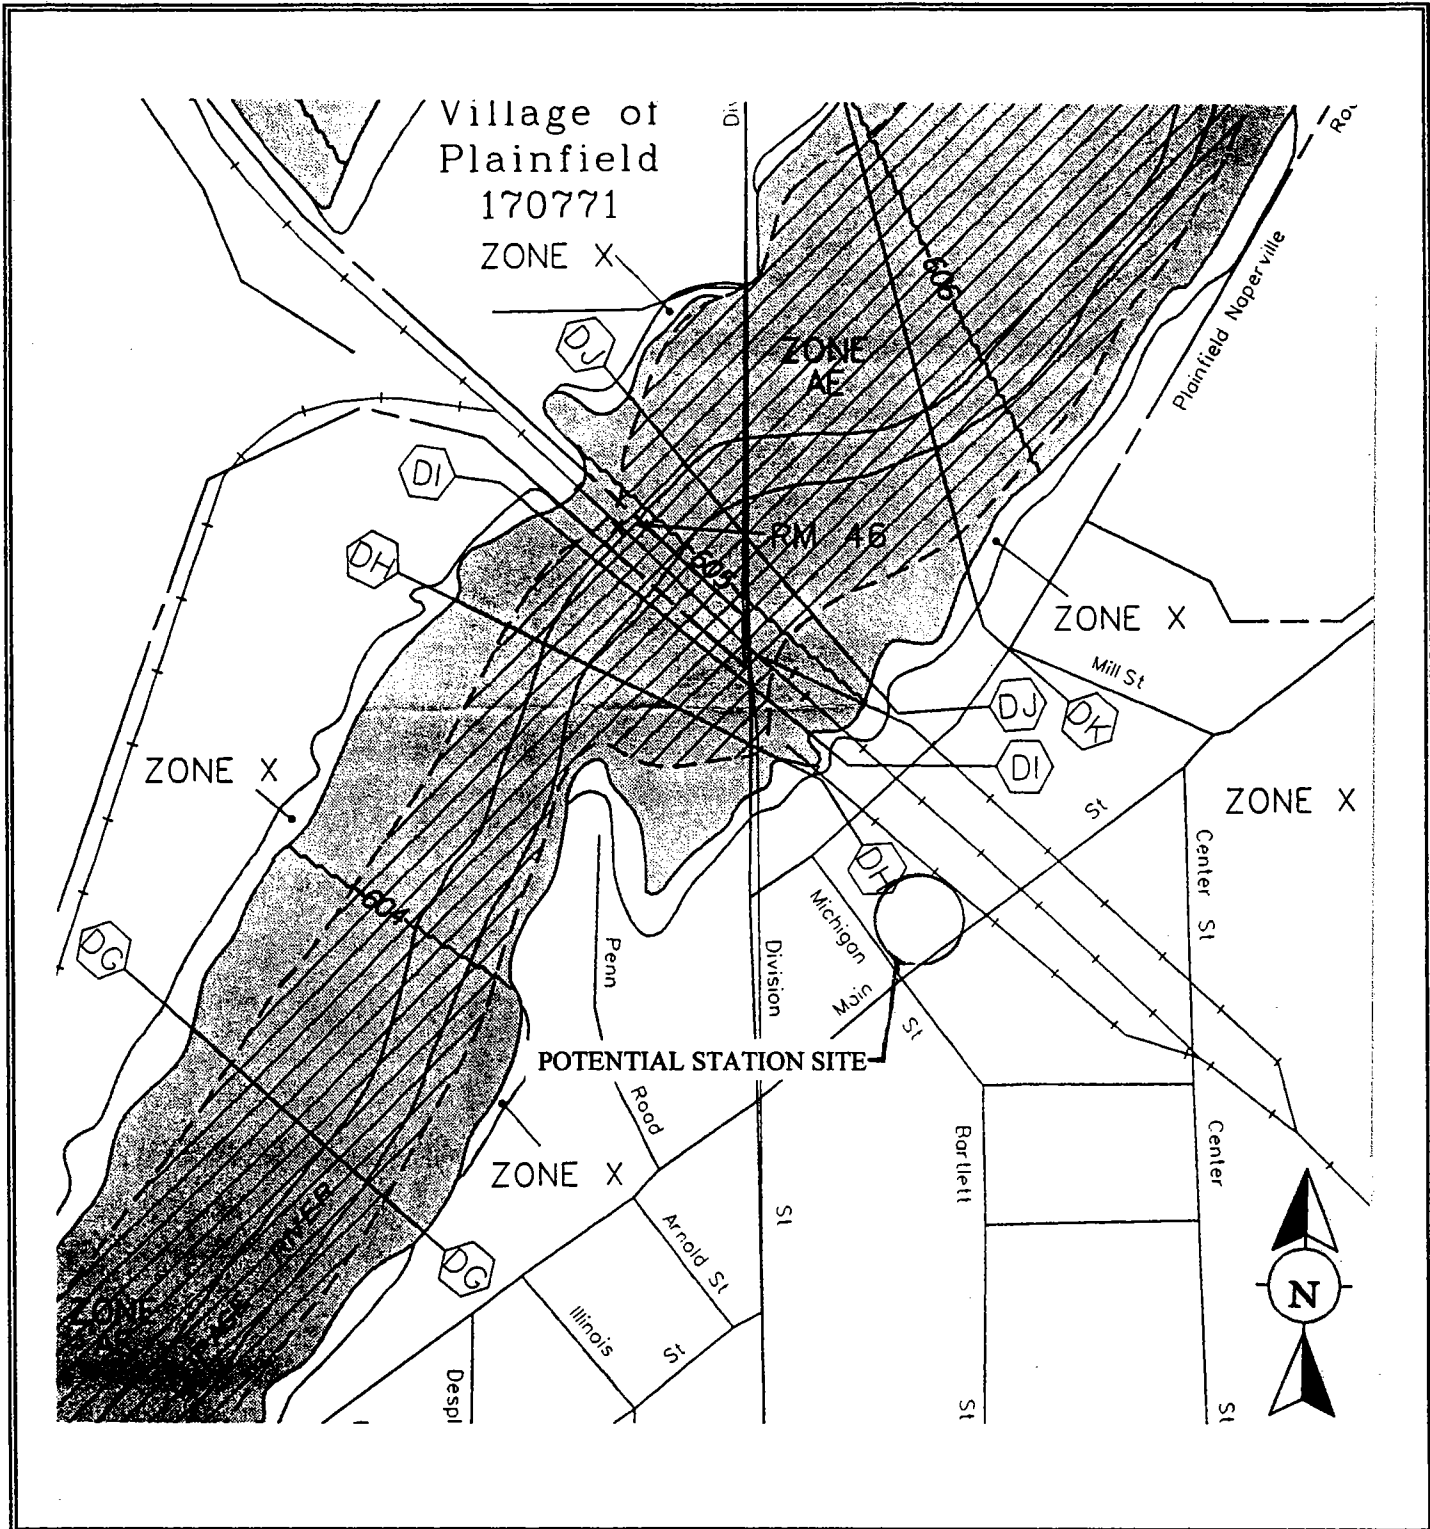 Village of
Plainfield
170771
ZONE X
DJ
606
ZONE
AE
Plainfield Naperville
DI
DH
RM 46
605
ZONE X
Mill St
DJ
DK
DI
ZONE X
ZONE X
St
Center St
DH
604
Michigan
St
DG
Penn
Road
Division
St
Main
POTENTIAL STATION SITE
Bartlett
St
Center
St
ZONE X
RIVER
DG
Arnold St
Illinois
St
ZONE
Despl
N